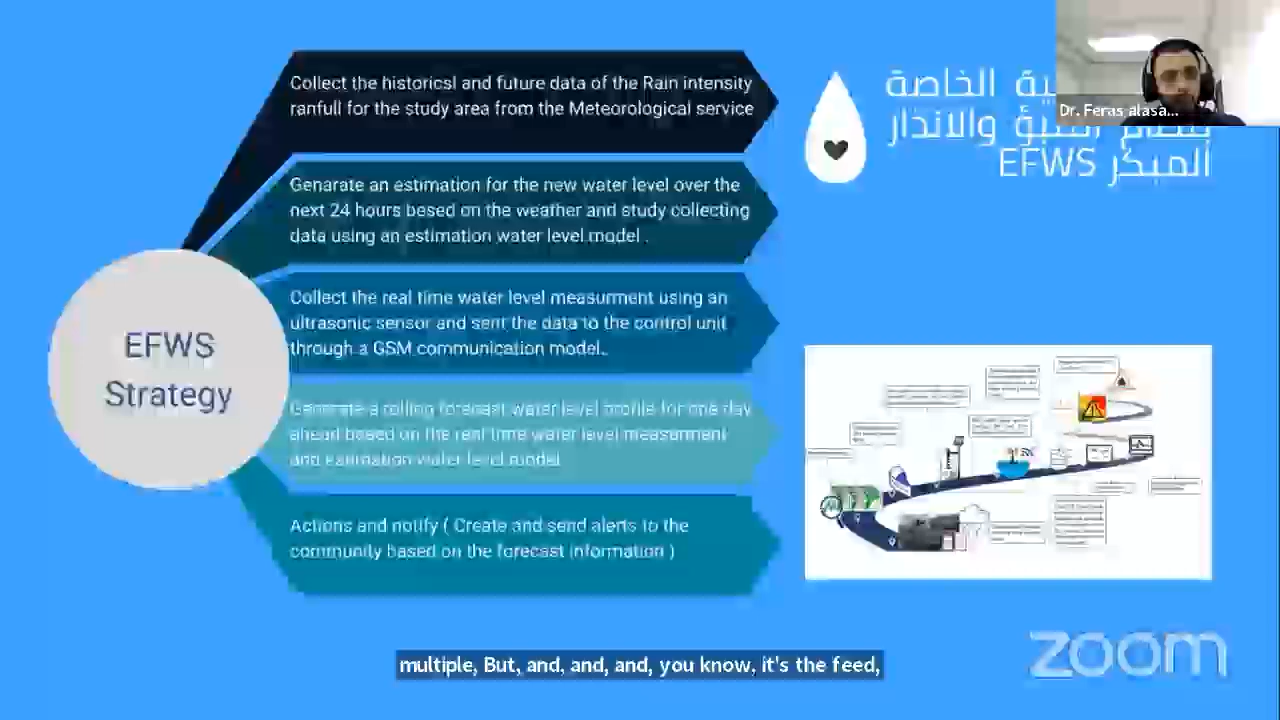 Collect the historicsl and future data of the Rain intensity
ranfull for the study area from the Meteorological service
Genarate an estimation for the new water level over the
next 24 hours besed on the weather and study collecting
data using an estimation water level model .
Collect the real time water level measurment using an
ultrasonic sensor and sent the data to the control unit
through a GSM communication model..
Generate a rolling forecast water level profile for one day
ahead based on the real time water level measurment
and estimation water level model
Actions and notify ( Create and send alerts to the
community based on the forecast information )
EFWS
Strategy
الخاصة
والانذار
المبكر EFWS
Dr. Feras alasa...
multiple, But, and, and, and, you know, it's the feed,
zoom